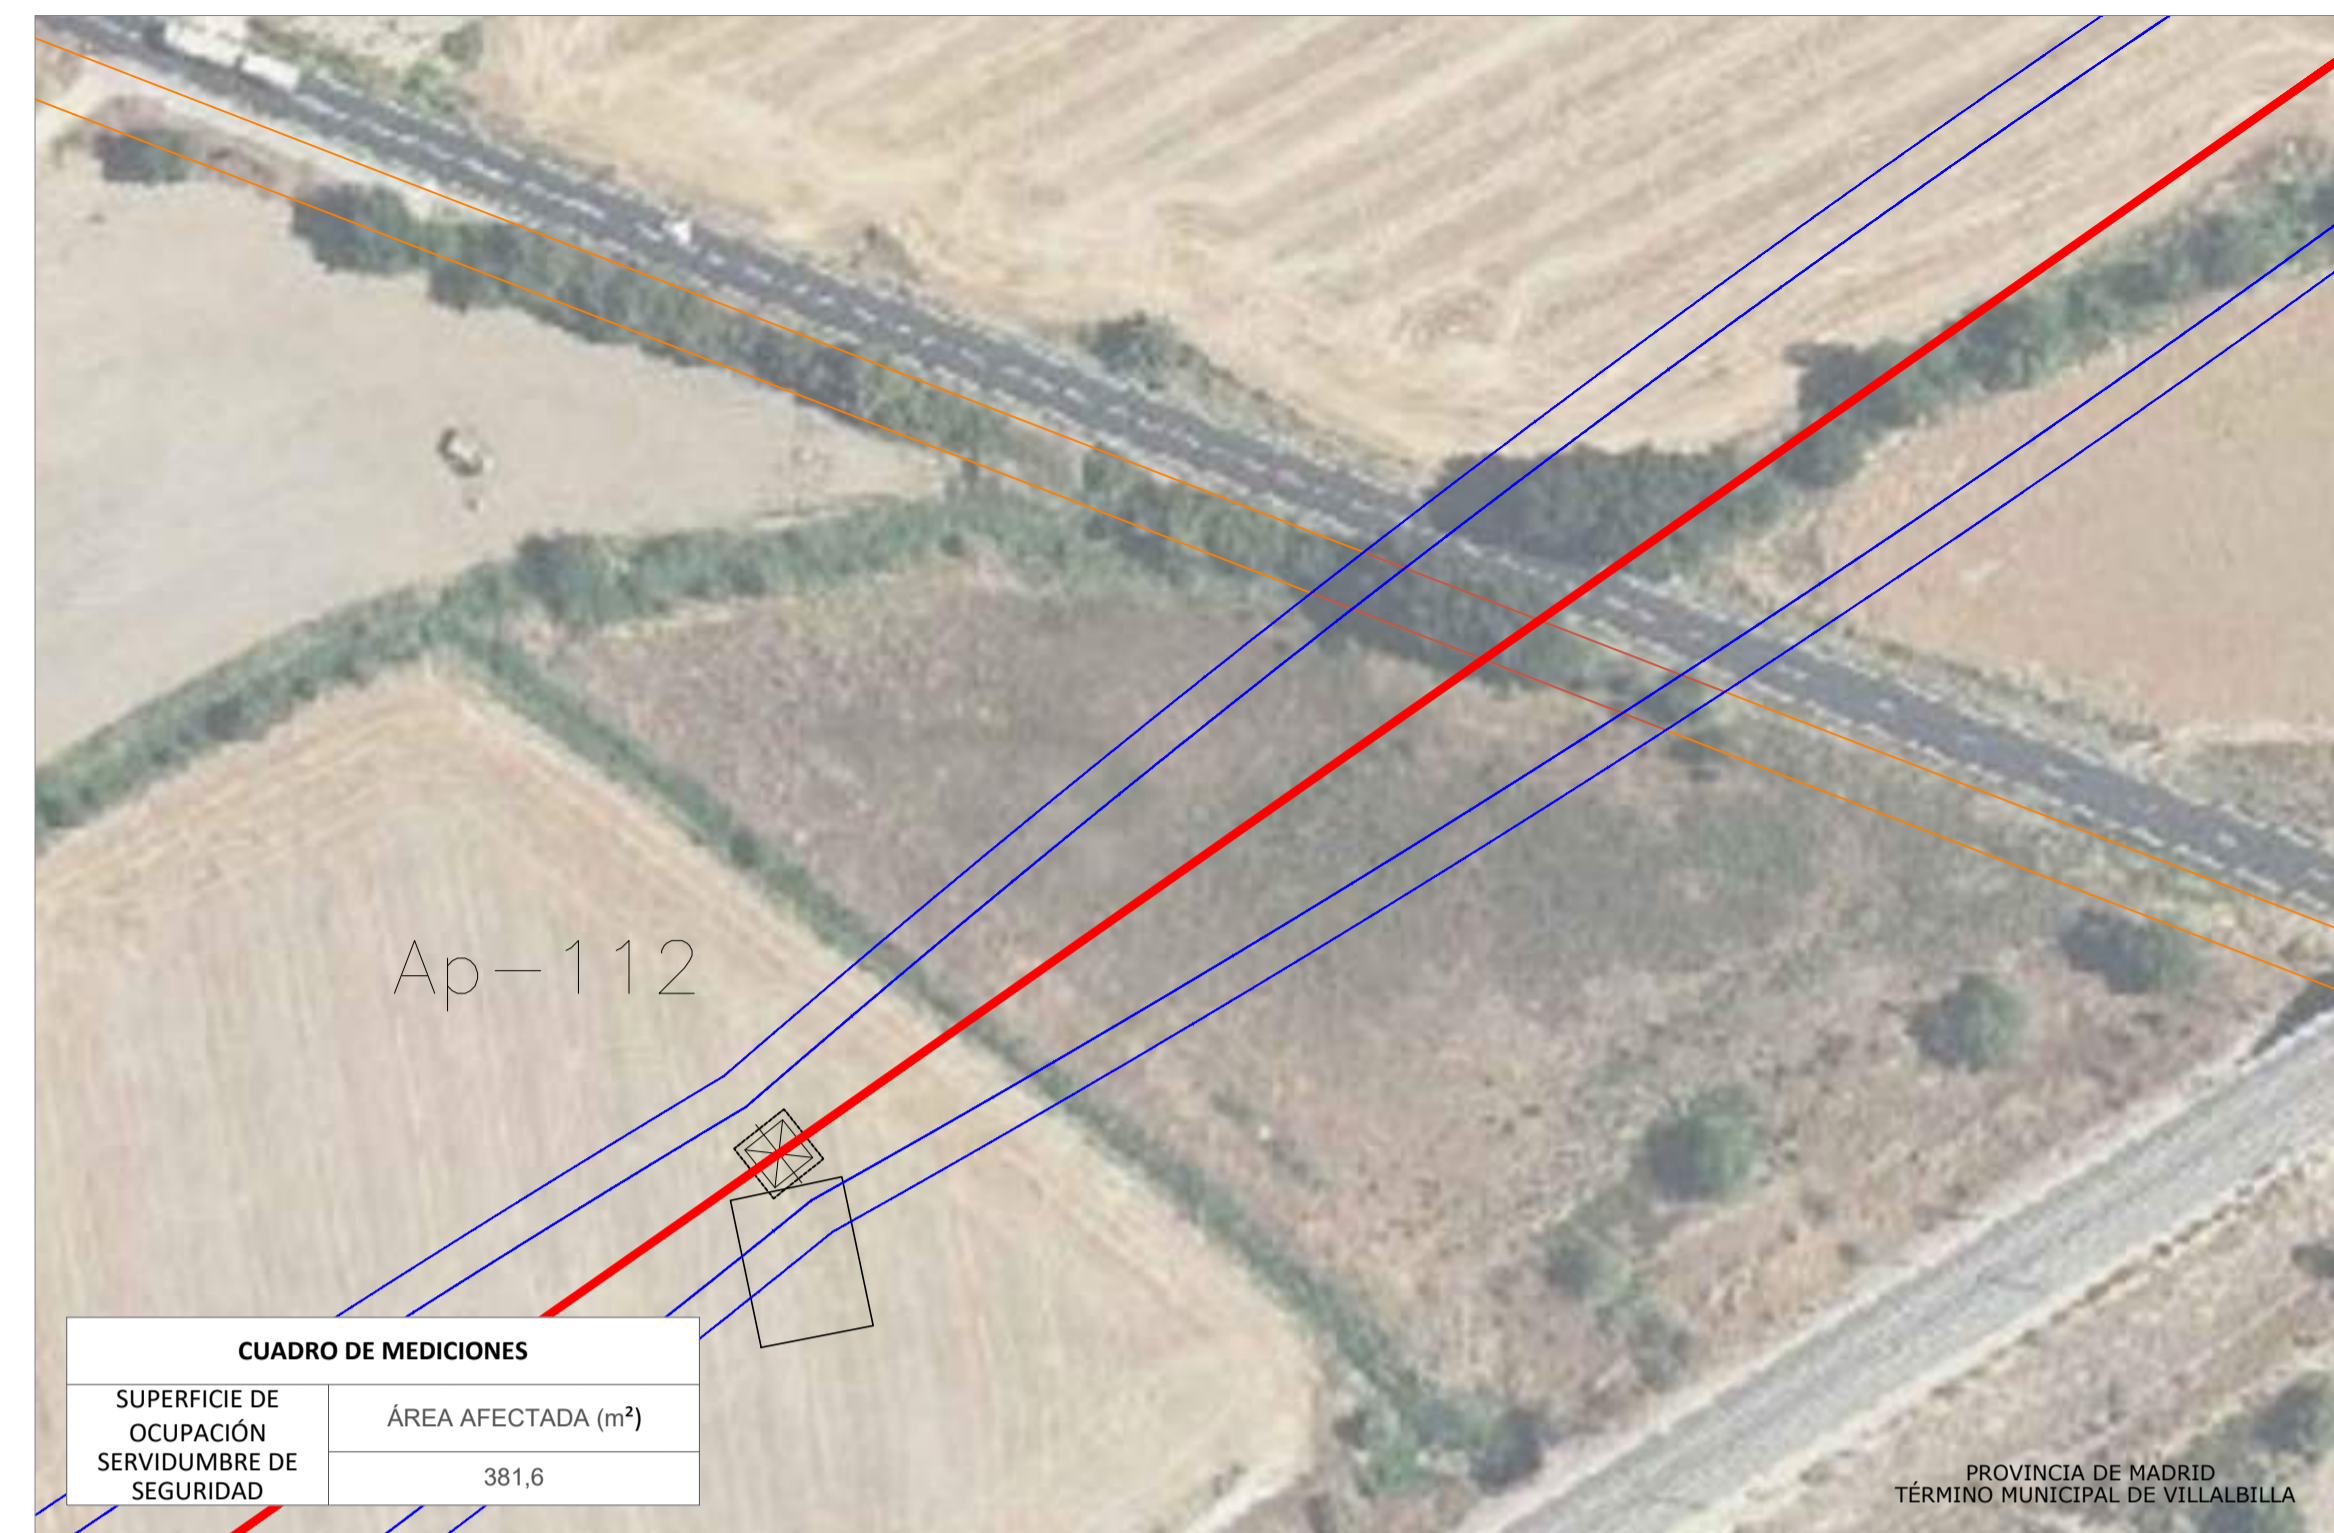 Ap-112
CUADRO DE MEDICIONES
SUPERFICIE DE
OCUPACIÓN
SERVIDUMBRE DE
SEGURIDAD
ÁREA AFECTADA (m²)
381,6
PROVINCIA DE MADRID
TÉRMINO MUNICIPAL DE VILLALBILLA